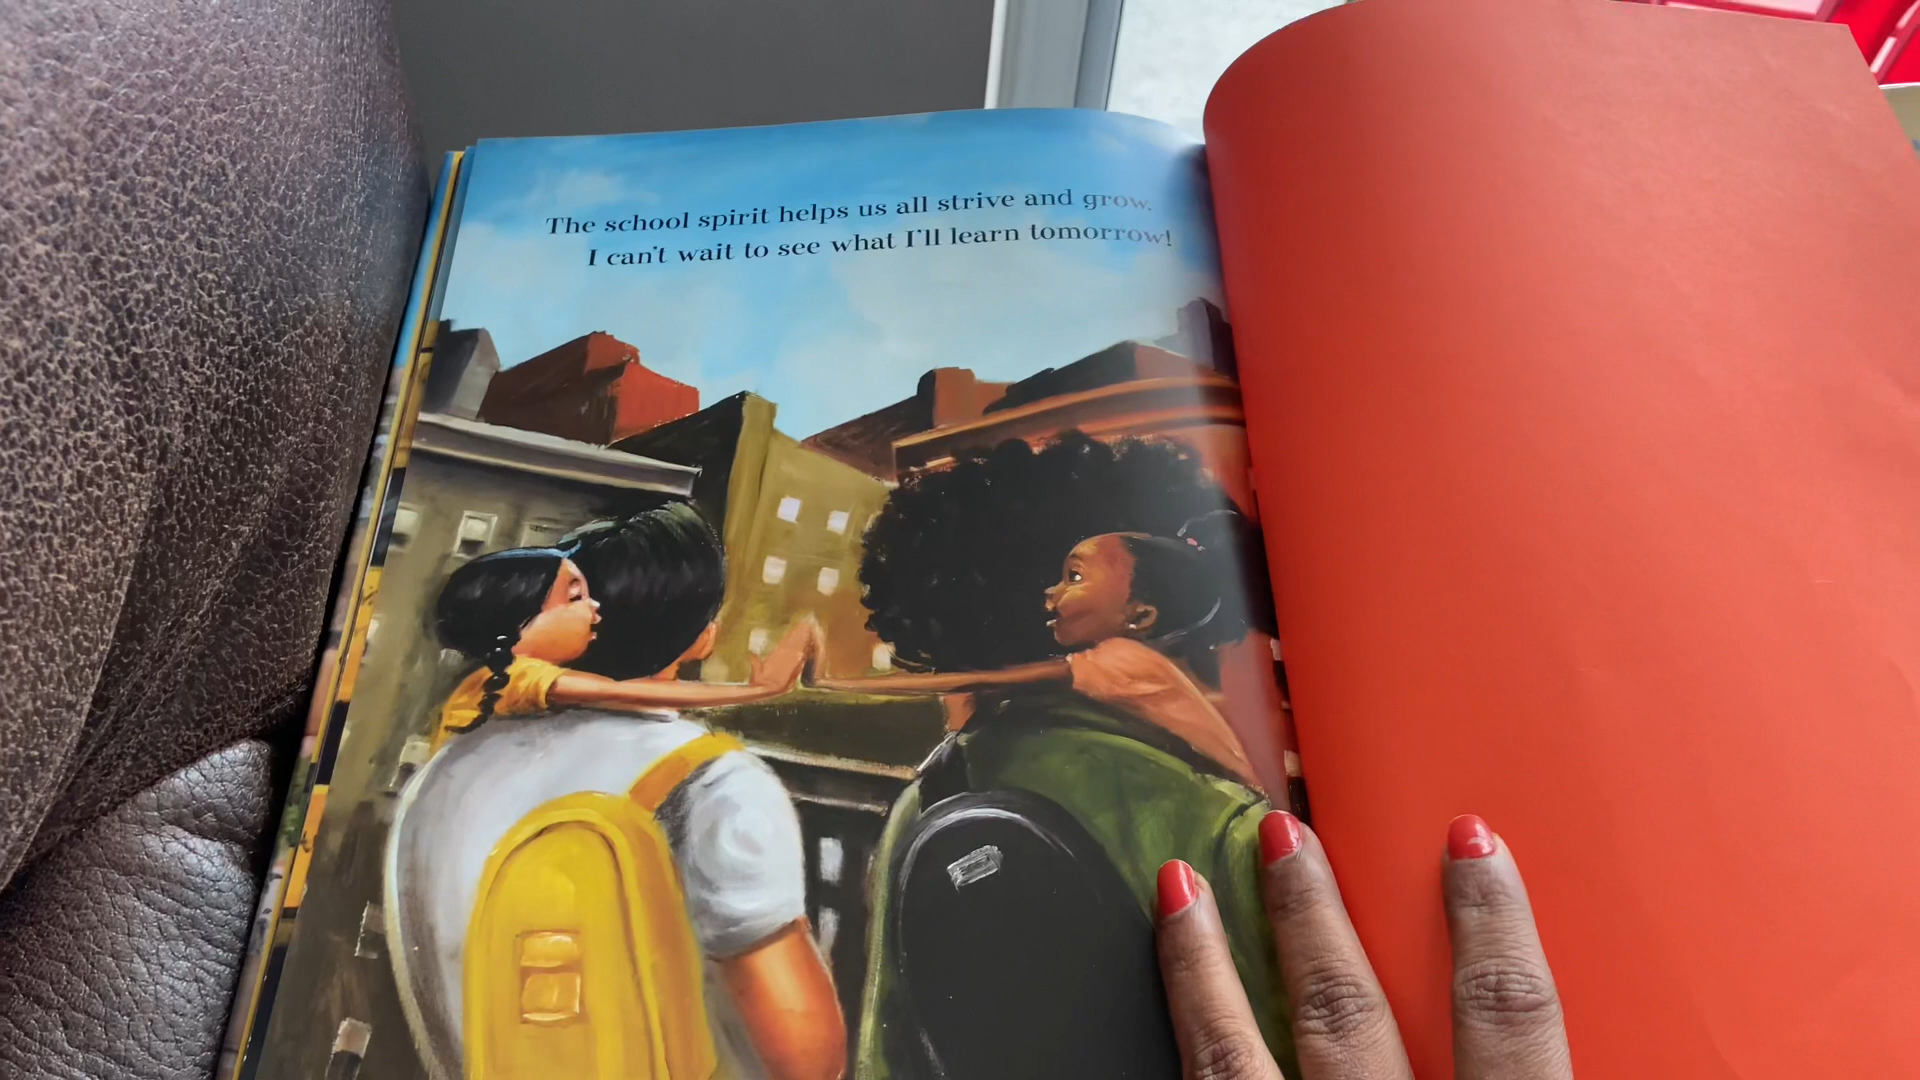 The school spirit helps us all strive and grow.
I can't wait to see what I'll learn tomorrow!